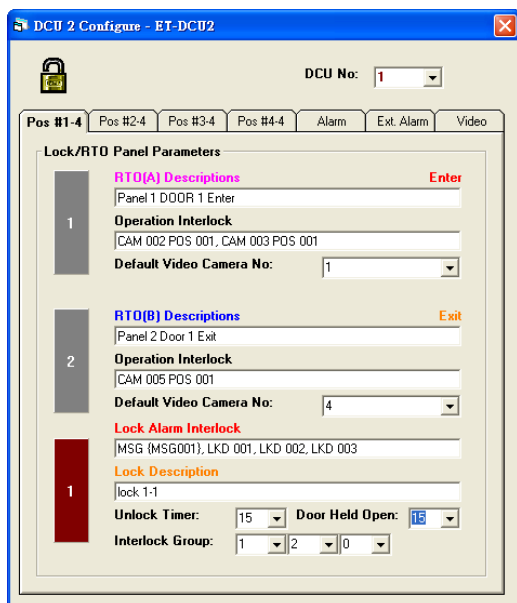 DCU 2 Configure - ET-DCU2
DCU No: 1
Pos #1-4 Pos #2-4 Pos #3-4 Pos #4-4 Alarm Ext. Alarm Video
Lock/RTO Panel Parameters
1
RTO(A) Descriptions Enter
Panel 1 DOOR 1 Enter
Operation Interlock
CAM 002 POS 001, CAM 003 POS 001
Default Video Camera No: 1
2
RTO(B) Descriptions Exit
Panel 2 Door 1 Exit
Operation Interlock
CAM 005 POS 001
Default Video Camera No: 4
1
Lock Alarm Interlock
MSG {MSG001}, LKD 001, LKD 002, LKD 003
Lock Description
lock 1-1
Unlock Timer: 15 Door Held Open: 15
Interlock Group: 1 2 0